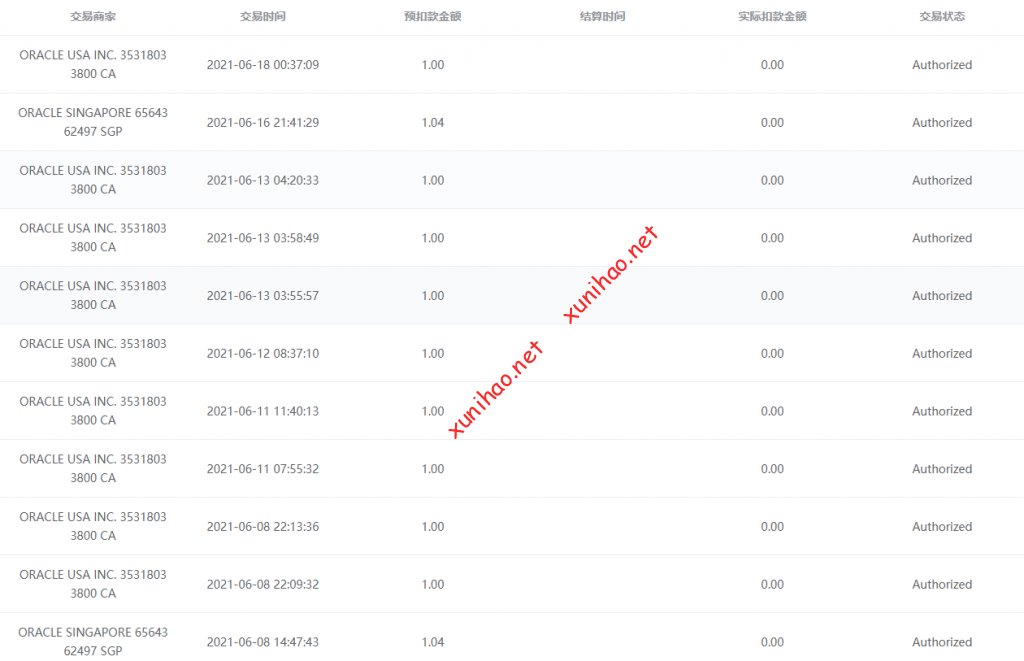 交易商家 交易时间 预扣款金额 结算时间 实际扣款金额 交易状态
ORACLE USA INC. 3531803
3800 CA
2021-06-18 00:37:09 1.00 0.00 Authorized
ORACLE SINGAPORE 65643
62497 SGP
2021-06-16 21:41:29 1.04 0.00 Authorized
ORACLE USA INC. 3531803
3800 CA
2021-06-13 04:20:33 1.00 0.00 Authorized
ORACLE USA INC. 3531803
3800 CA
2021-06-13 03:58:49 1.00 0.00 Authorized
ORACLE USA INC. 3531803
3800 CA
2021-06-13 03:55:57 1.00 0.00 Authorized
ORACLE USA INC. 3531803
3800 CA
2021-06-12 08:37:10 1.00 0.00 Authorized
ORACLE USA INC. 3531803
3800 CA
2021-06-11 11:40:13 1.00 0.00 Authorized
ORACLE USA INC. 3531803
3800 CA
2021-06-11 07:55:32 1.00 0.00 Authorized
ORACLE USA INC. 3531803
3800 CA
2021-06-08 22:13:36 1.00 0.00 Authorized
ORACLE USA INC. 3531803
3800 CA
2021-06-08 22:09:32 1.00 0.00 Authorized
ORACLE SINGAPORE 65643
62497 SGP
2021-06-08 14:47:43 1.04 0.00 Authorized
xunihao.net
xunihao.net